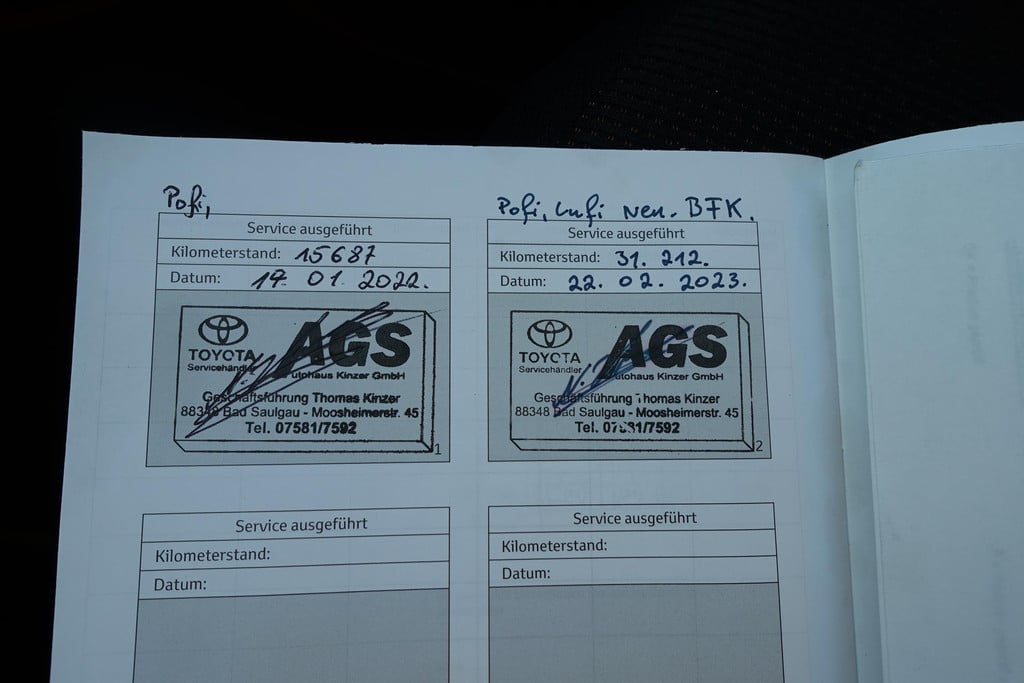 Pofi,
Service ausgeführt
Kilometerstand: 15687
Datum: 19. 01. 2022.
TOYOTA
Servicehändler
AGS
Autohaus Kinzer GmbH
Geschäftsführung Thomas Kinzer
88348 Bad Saulgau - Moosheimerstr. 45
Tel. 07581/7592
1
Pofi, Lufi neu. BFK.
Service ausgeführt
Kilometerstand: 31.212.
Datum: 22. 02. 2023.
TOYOTA
Servicehändler
AGS
Autohaus Kinzer GmbH
Geschäftsführung Thomas Kinzer
88348 Bad Saulgau - Moosheimerstr. 45
Tel. 07581/7592
2
Service ausgeführt
Kilometerstand:
Datum:
Service ausgeführt
Kilometerstand:
Datum: